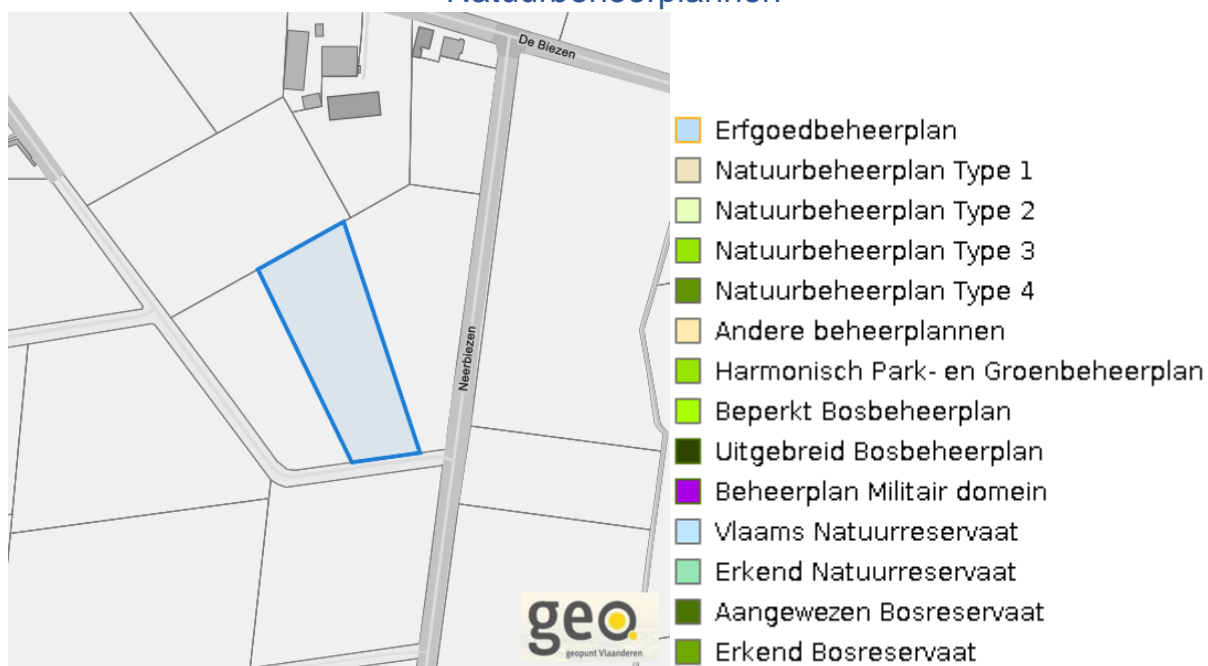 Natuurbeheerplannen
De Biezen
Neerbiezen
geo
geopunt Vlaanderen
Erfgoedbeheerplan
Natuurbeheerplan Type 1
Natuurbeheerplan Type 2
Natuurbeheerplan Type 3
Natuurbeheerplan Type 4
Andere beheerplannen
Harmonisch Park- en Groenbeheerplan
Beperkt Bosbeheerplan
Uitgebreid Bosbeheerplan
Beheerplan Militair domein
Vlaams Natuurreservaat
Erkend Natuurreservaat
Aangewezen Bosreservaat
Erkend Bosreservaat